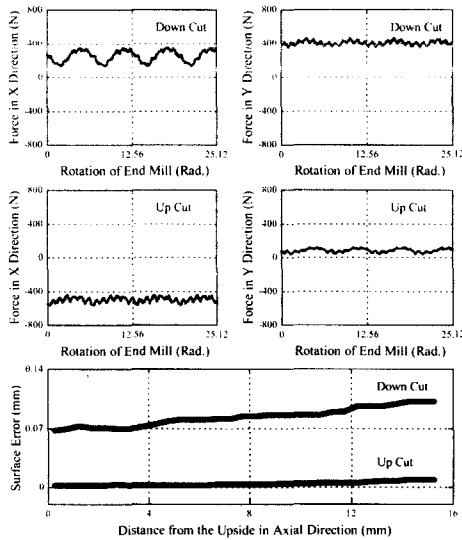 800
400
0
-400
-800
Force in X Direction (N)
Down Cut
0
12.56
25.12
Rotation of End Mill (Rad.)
800
400
0
-400
-800
Force in Y Direction (N)
Down Cut
0
12.56
25.12
Rotation of End Mill (Rad.)
800
400
0
-400
-800
Force in X Direction (N)
Up Cut
0
12.56
25.12
Rotation of End Mill (Rad.)
800
400
0
-400
-800
Force in Y Direction (N)
Up Cut
0
12.56
25.12
Rotation of End Mill (Rad.)
0.14
0.07
0
Surface Error (mm)
Down Cut
Up Cut
0
4
8
12
16
Distance from the Upside in Axial Direction (mm)